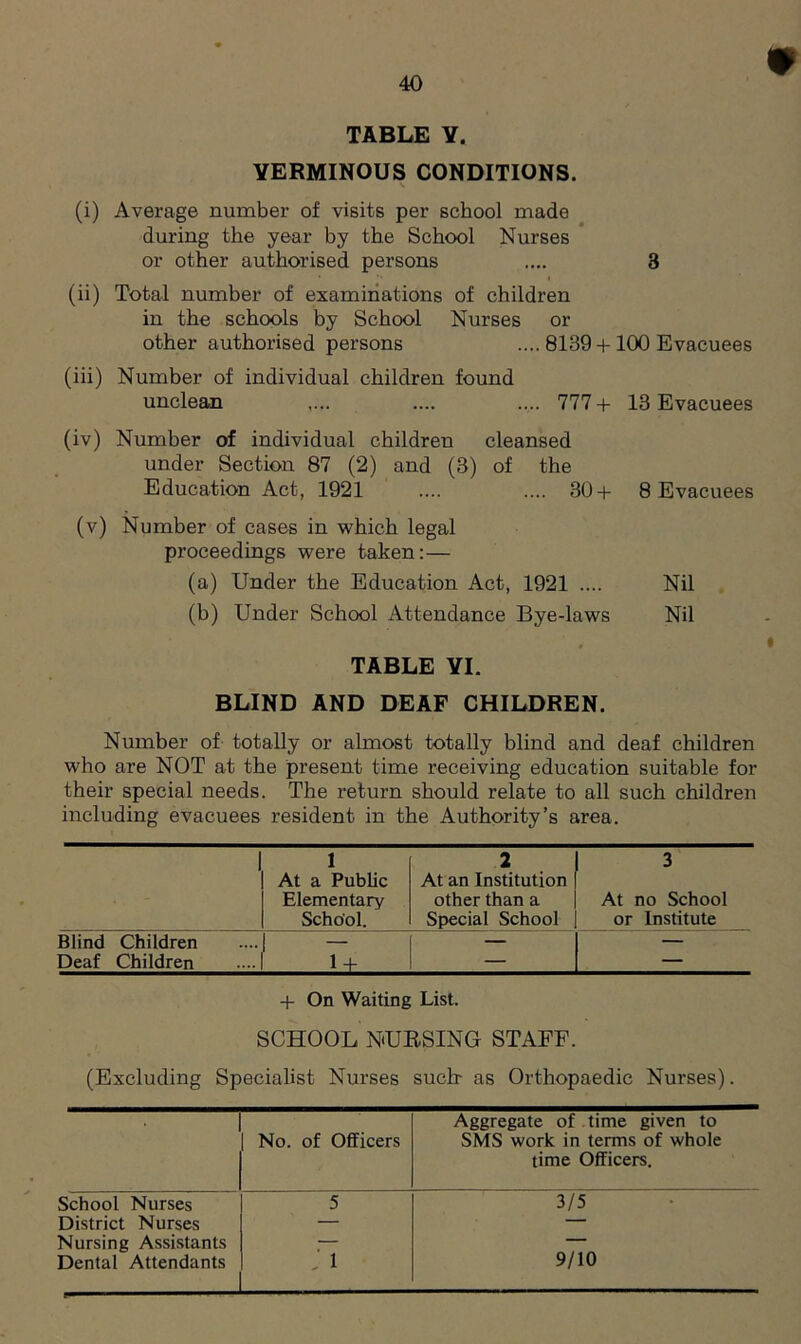 40
TABLE V.
VERMINOUS CONDITIONS.
(i) Average number of visits per school made
during the year by the School Nurses
or other authorised persons .... 3
(ii) Total number of examinations of children
in the schools by School Nurses or
other authorised persons .... 8139 + 100 Evacuees
(iii) Number of individual children found
unclean .... .... .... 777 + 13 Evacuees
(iv) Number of individual children cleansed
under Section 87 (2) and (3) of the
Education Act, 1921 .... .... 30 + 8 Evacuees
(v) Number of cases in which legal
proceedings were taken:—
(a) Under the Education Act, 1921 .... Nil
(b) Under School Attendance Bye-laws Nil
TABLE VI.
BLIND AND DEAF CHILDREN.
Number of totally or almost totally blind and deaf children
who are NOT at the present time receiving education suitable for
their special needs. The return should relate to all such children
including evacuees resident in the Authority's area.
1 2 3
At a Public At an Institution
Elementary other than a At no School
School. Special School or Institute
Blind Children .... — — —
Deaf Children .... 1 + — —
+ On Waiting List.
SCHOOL NURSING STAFF.
(Excluding Specialist Nurses such as Orthopaedic Nurses).
Aggregate of time given to
No. of Officers SMS work in terms of whole
time Officers.
School Nurses 5 3/5
District Nurses — —
Nursing Assistants — —
Dental Attendants 1 9/10